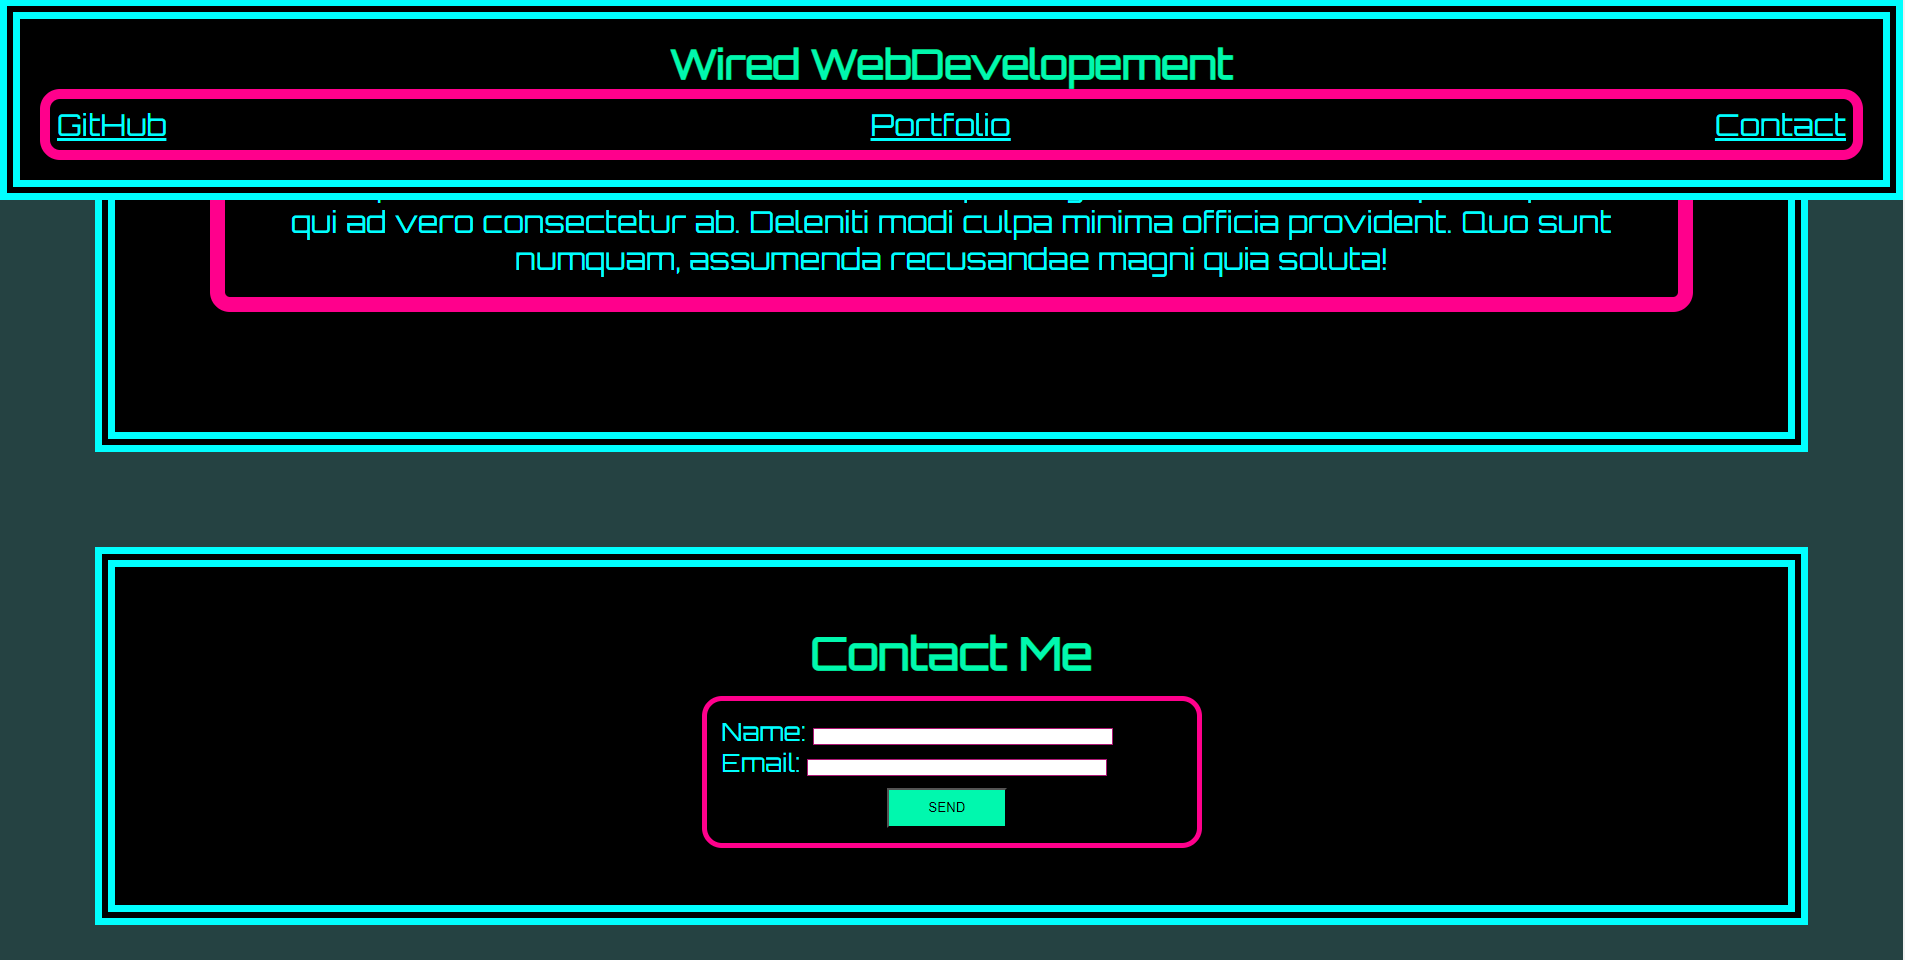 Wired WebDevelopement
GitHub Portfolio Contact
qui ad vero consectetur ab. Deleniti modi culpa minima officia provident. Quo sunt
numquam, assumenda recusandae magni quia soluta!
Contact Me
Name:
Email:
SEND